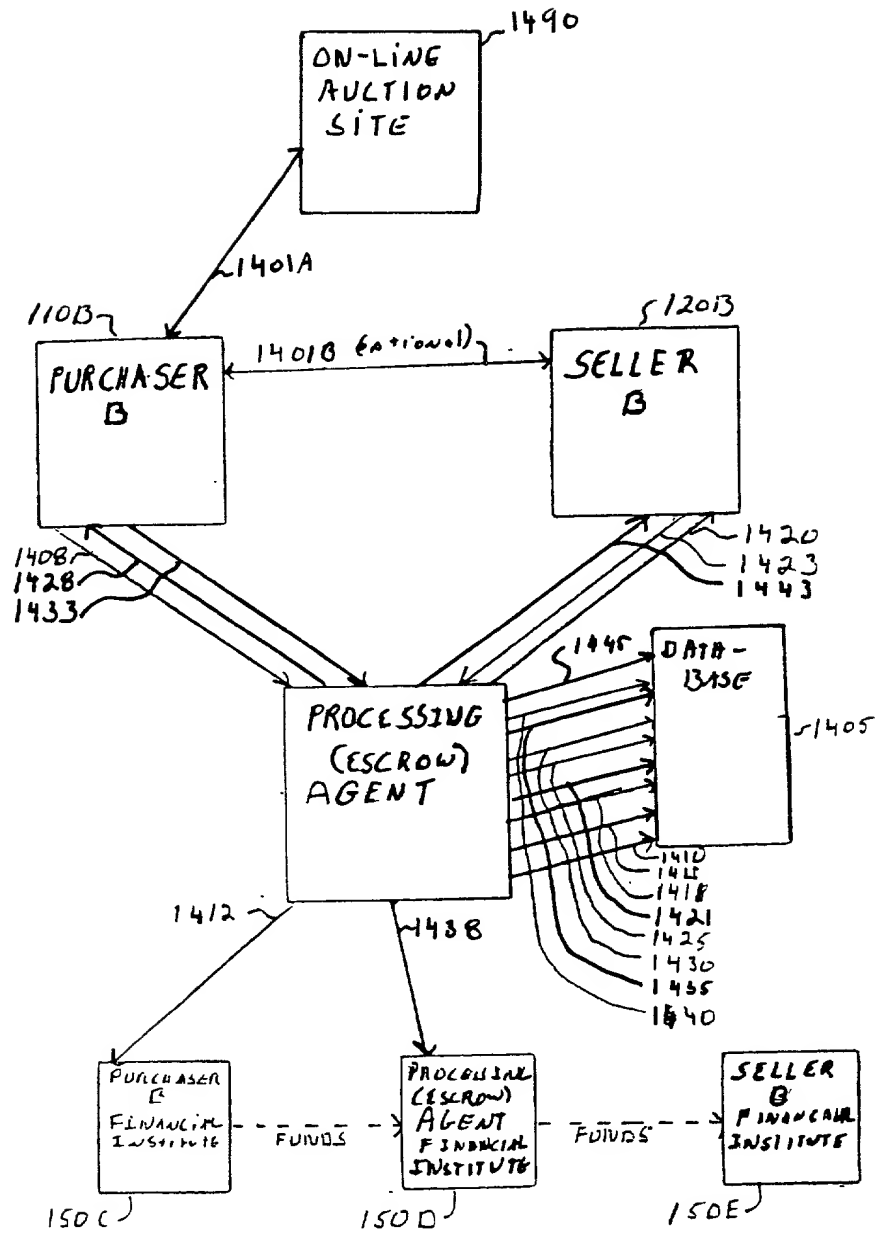 1490
ON-LINE
AUCTION
SITE
1401A
110B
120B
1401B (optional)
PURCHASER
B
SELLER
B
1408
1428
1433
1420
1423
1443
1445
DATA-
BASE
PROCESSING
(ESCROW)
AGENT
1405
1410
1418
1421
1425
1430
1435
1440
1412
1438
PURCHASER
B
FINANCIAL
INSTITUTE
FUNDS
PROCESSING
(ESCROW)
AGENT
FINANCIAL
INSTITUTE
FUNDS
SELLER
B
FINANCIAL
INSTITUTE
150C
150D
150E